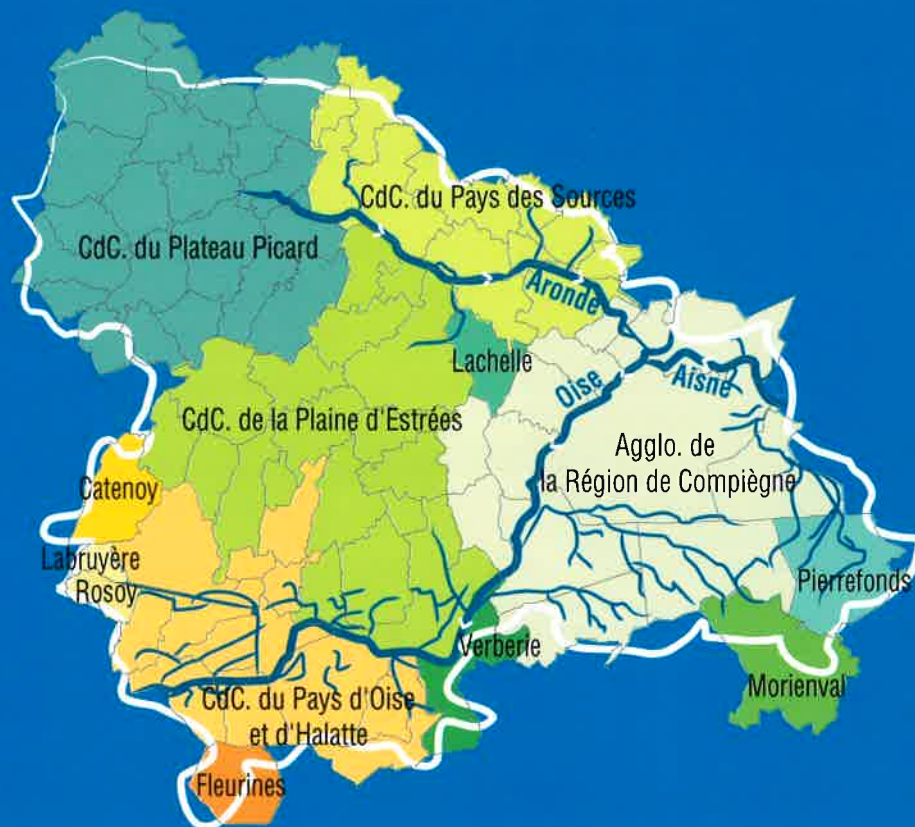 CdC. du Pays des Sources
CdC. du Plateau Picard
Aronde
Lachelle
Oise
Aisne
CdC. de la Plaine d'Estrées
Agglo. de
la Région de Compiègne
Catenoy
Labruyère
Rosoy
Pierrefonds
Verberie
Morienval
CdC. du Pays d'Oise
et d'Halatte
Fleurines